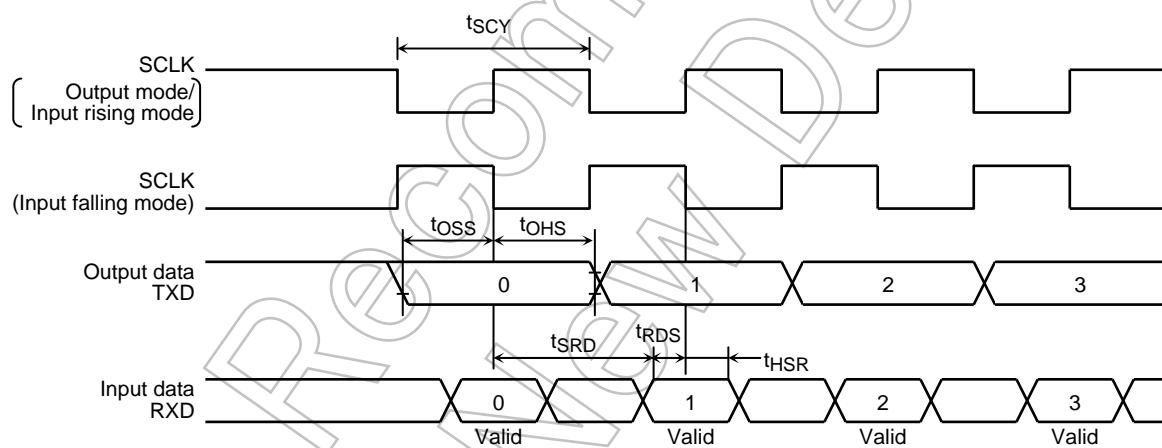 tSCY
SCLK
Output mode/
Input rising mode
SCLK
(Input falling mode)
tOSS tOHS
Output data
TXD
0 1 2 3
tSRD tRDS tHSR
Input data
RXD
0 1 2 3
Valid Valid Valid Valid